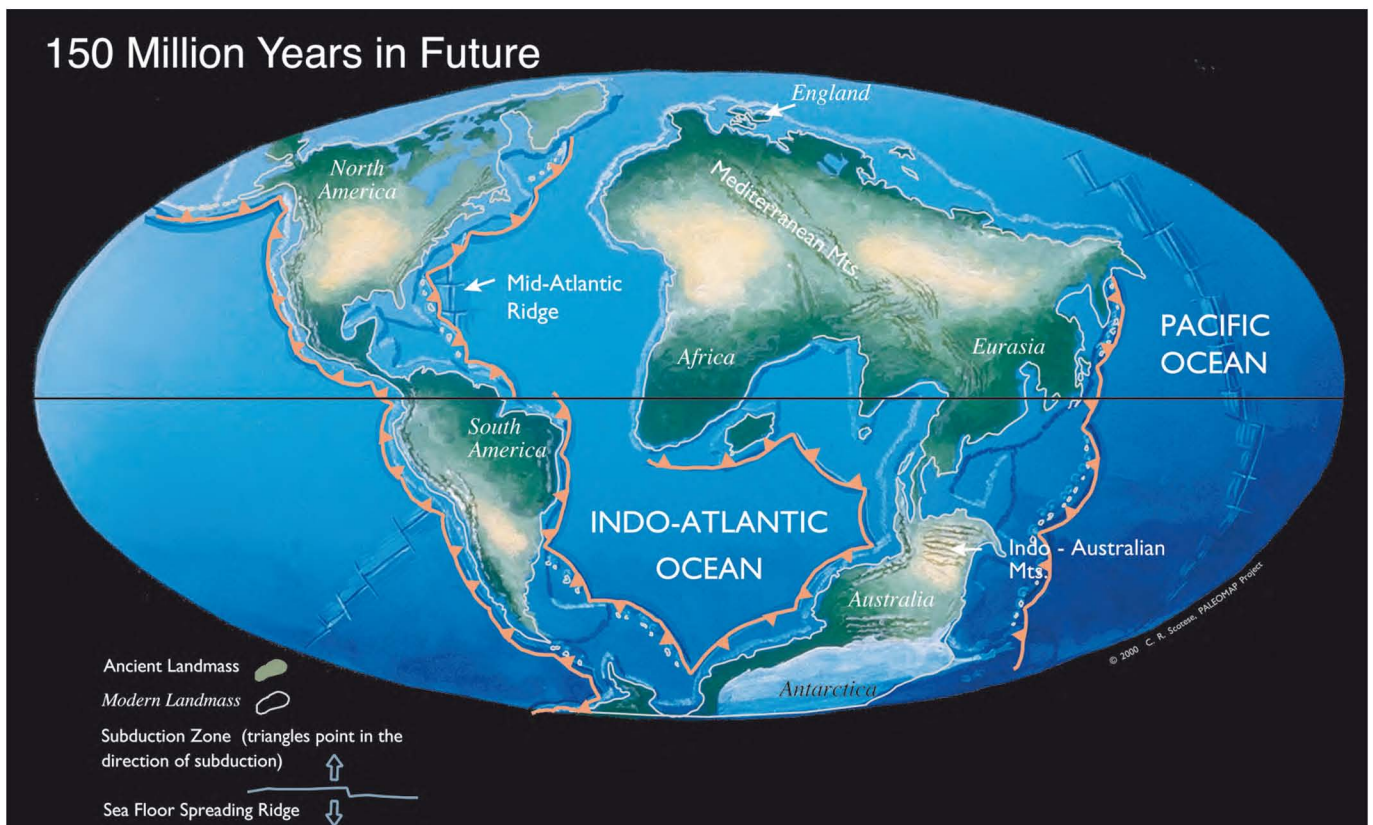 150 Million Years in Future
England
North
America
Mediterranean Mts.
Mid-Atlantic
Ridge
PACIFIC
OCEAN
Africa
Eurasia
South
America
INDO-ATLANTIC
OCEAN
Indo - Australian
Mts.
Australia
Antarctica
© 2000 C. R. Scotese, PALEOMAP Project
Ancient Landmass
Modern Landmass
Subduction Zone (triangles point in the
direction of subduction)
Sea Floor Spreading Ridge